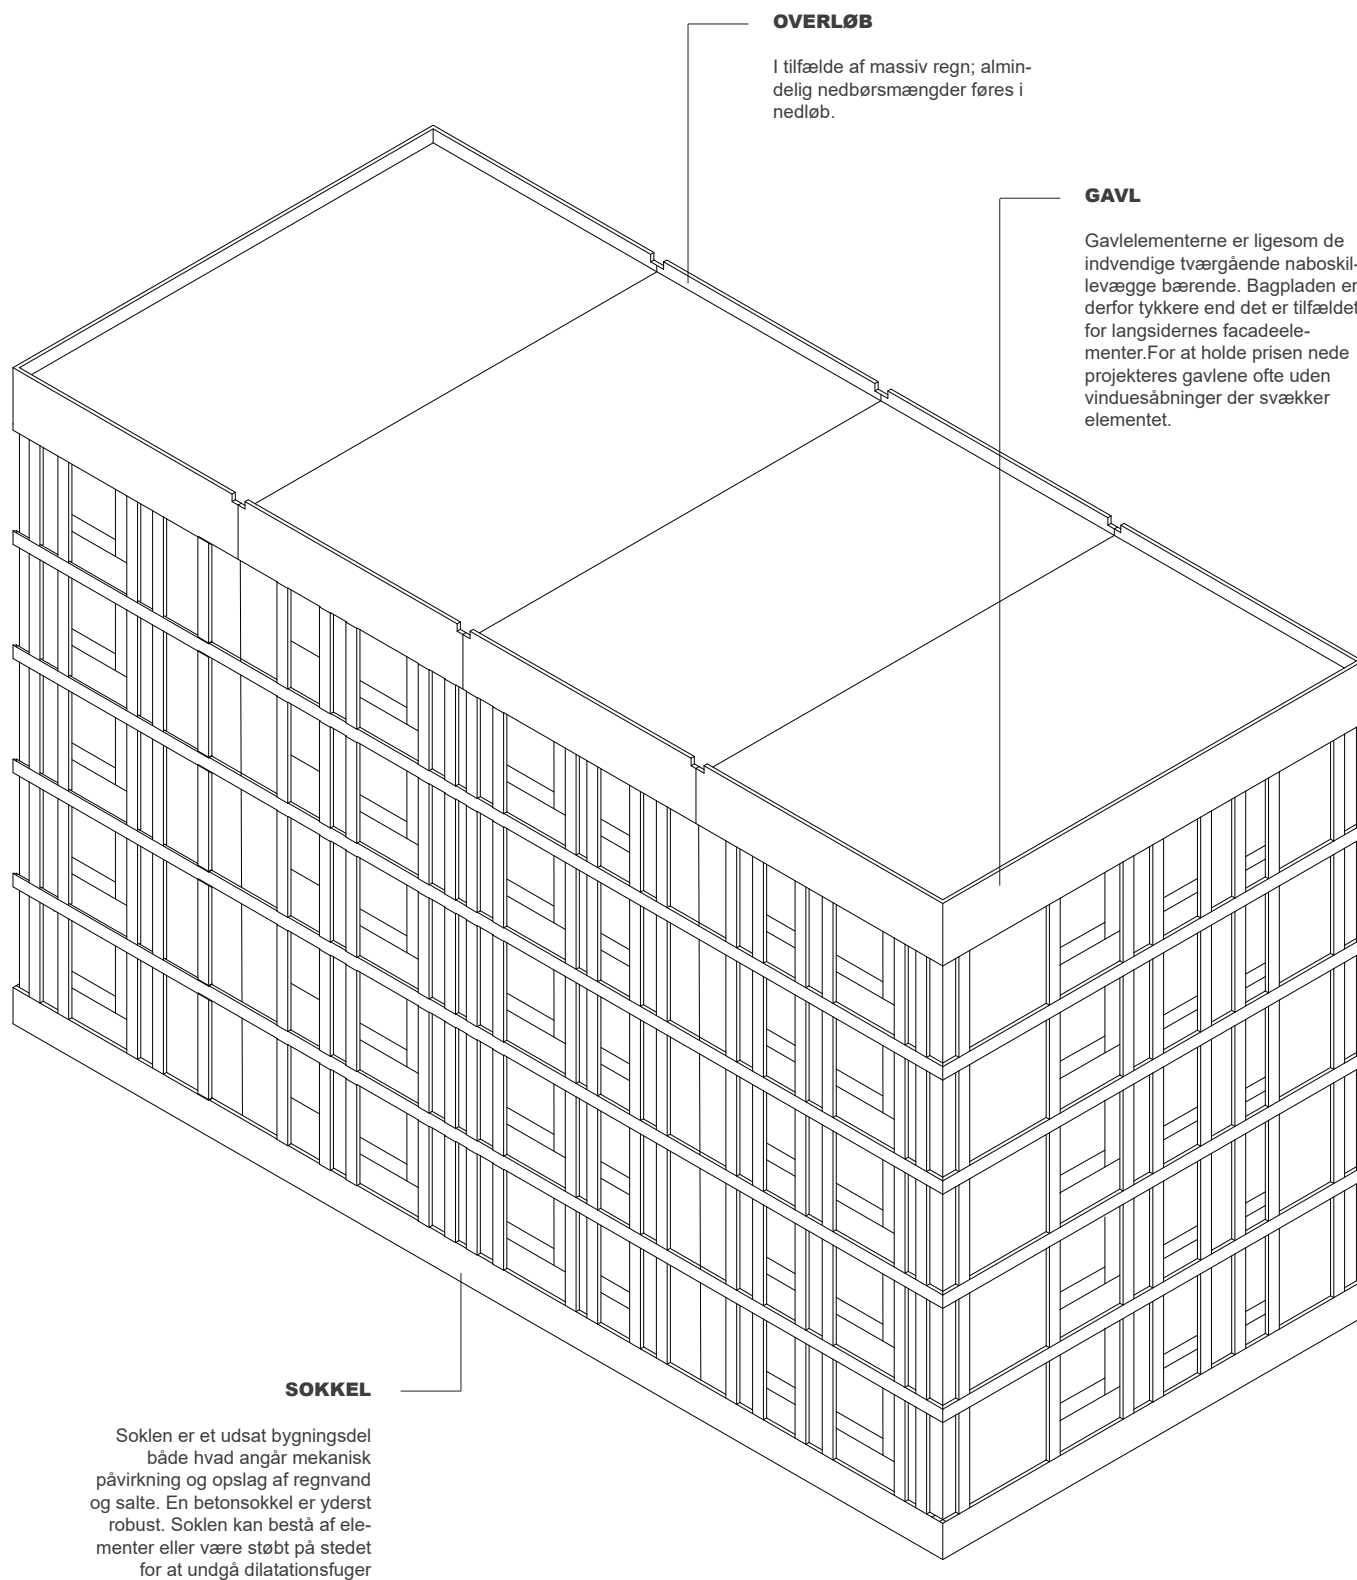 OVERLØB
I tilfælde af massiv regn; almin-
delig nedbørsmængder føres i
nedløb.
GAVL
Gavlelementerne er ligesom de
indvendige tværgående naboskil-
levægge bærende. Bagpladen er
derfor tykkere end det er tilfældet
for langsidernes facadeele-
menter.For at holde prisen nede
projekteres gavlene ofte uden
vinduesåbninger der svækker
elementet.
SOKKEL
Soklen er et udsat bygningsdel
både hvad angår mekanisk
påvirkning og opslag af regnvand
og salte. En betonsokkel er yderst
robust. Soklen kan bestå af ele-
menter eller være støbt på stedet
for at undgå dilatationsfuger